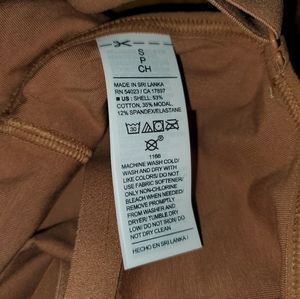 S
P
CH
MADE IN SRI LANKA
RN 54023 / CA 17897
■ US : SHELL: 53%
COTTON, 35% MODAL,
12% SPANDEX/ELASTANE
30
1166
MACHINE WASH COLD/
WASH AND DRY WITH
LIKE COLORS/ DO NOT
USE FABRIC SOFTENER/
ONLY NON-CHLORINE
BLEACH WHEN NEEDED/
REMOVE PROMPTLY
FROM WASHER AND
DRYER/ TUMBLE DRY
LOW/ DO NOT IRON/ DO
NOT DRY CLEAN
HECHO EN SRI LANKA /